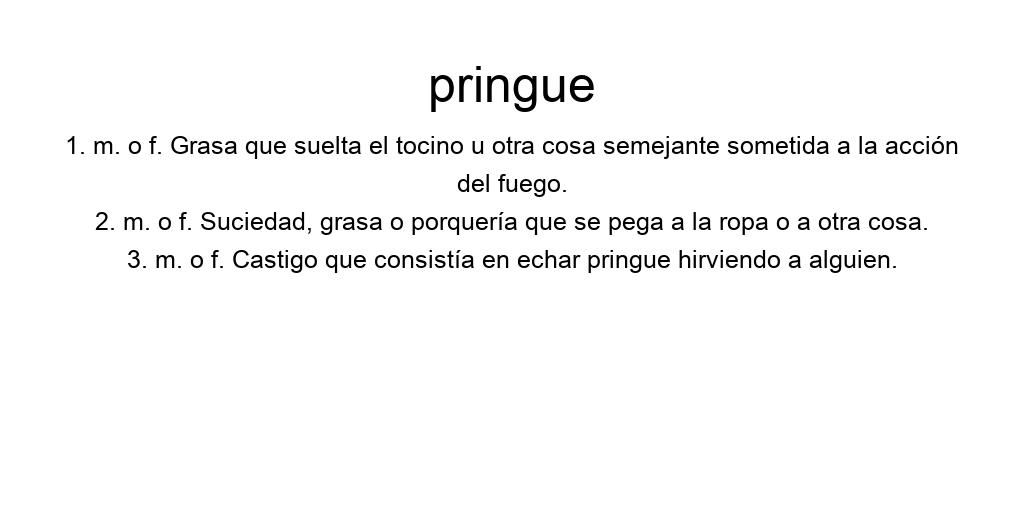 pringue
1. m. o f. Grasa que suelta el tocino u otra cosa semejante sometida a la acción
del fuego.
2. m. o f. Suciedad, grasa o porquería que se pega a la ropa o a otra cosa.
3. m. o f. Castigo que consistía en echar pringue hirviendo a alguien.